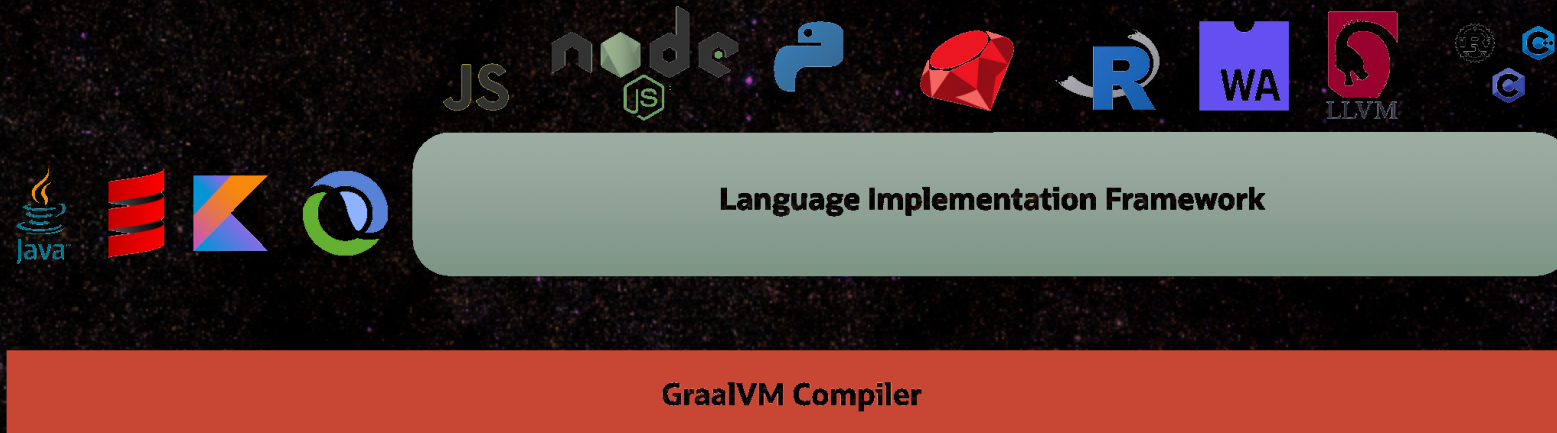 JS
node
JS
R
WA
LLVM
R
C++
C
Java
Language Implementation Framework
GraalVM Compiler